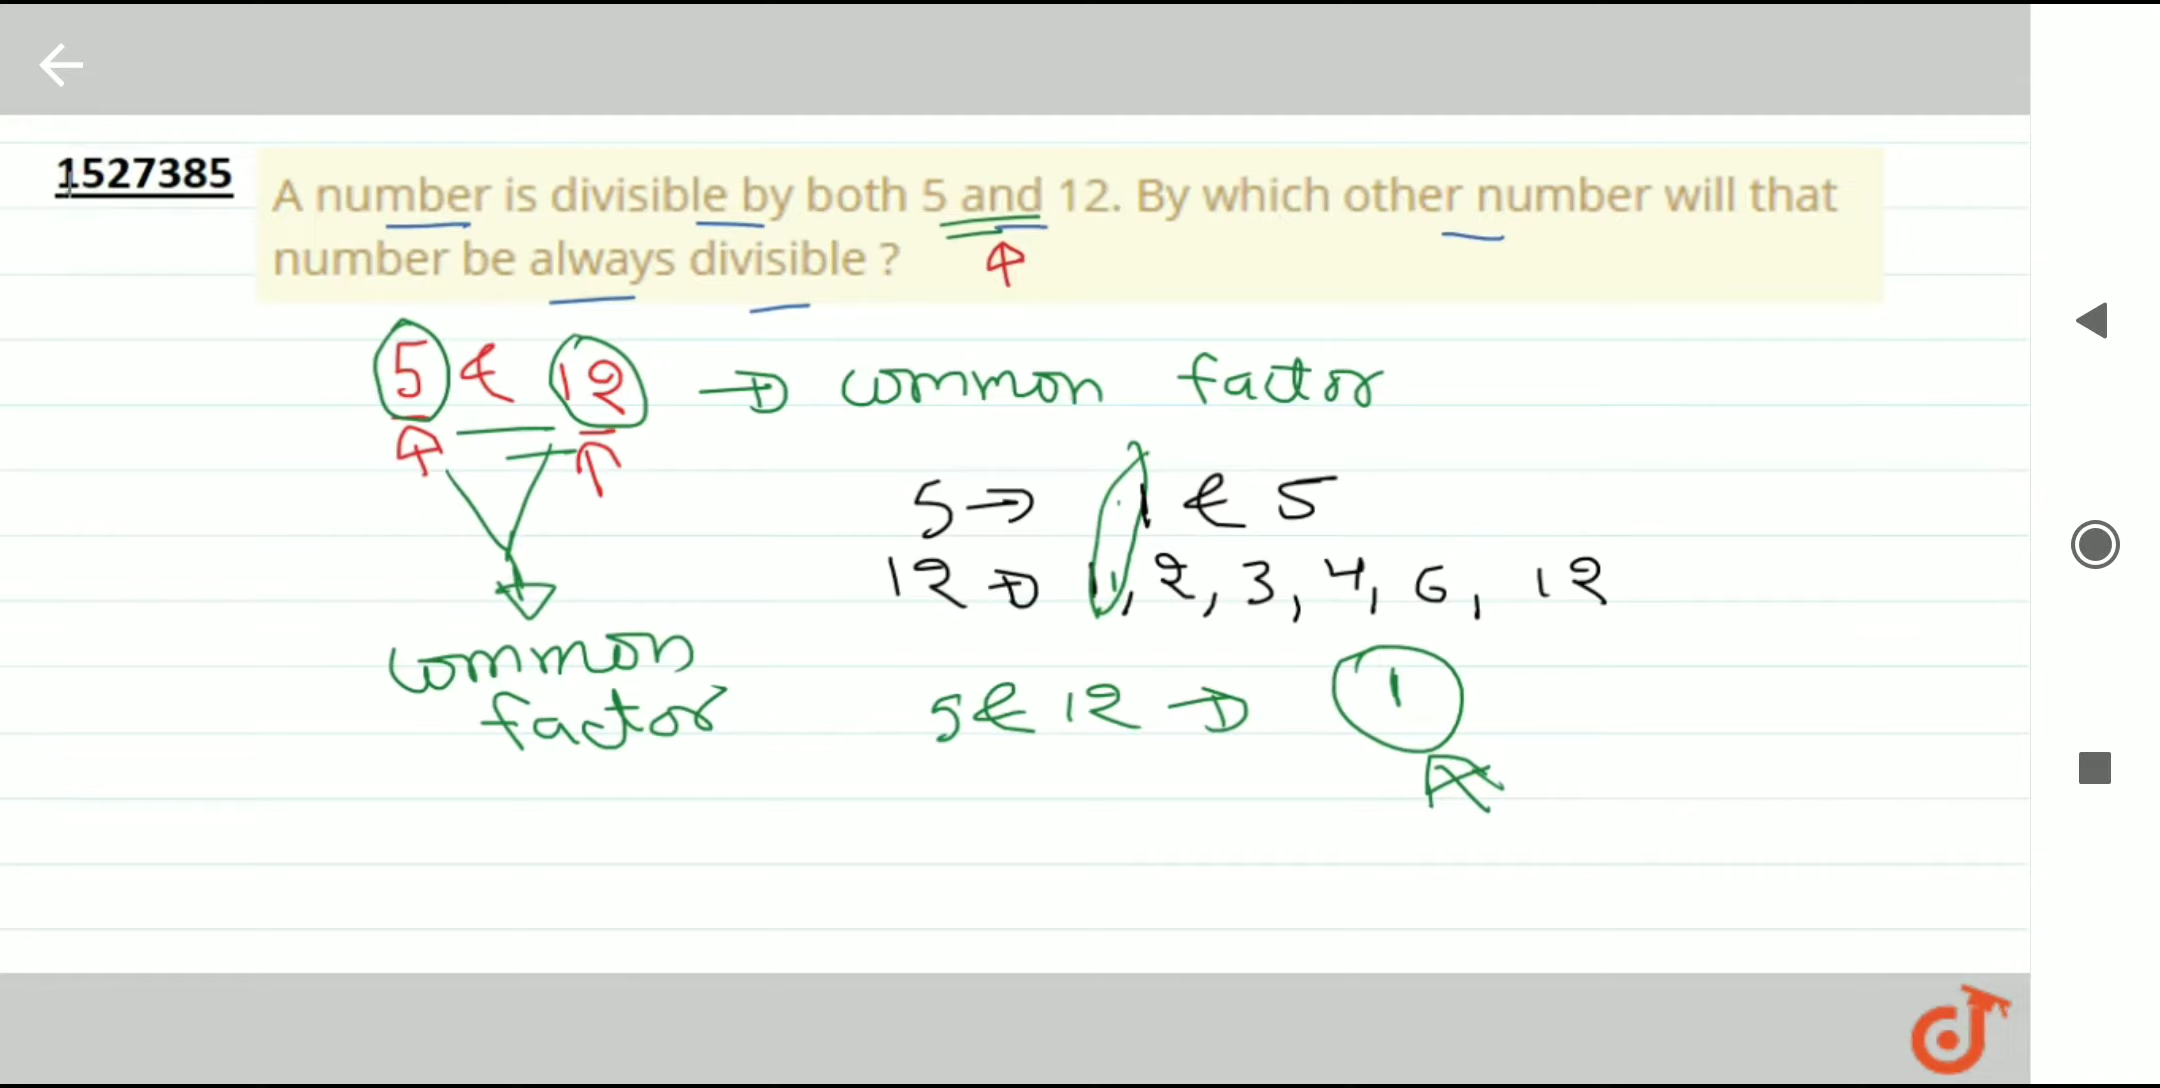 1527385
A number is divisible by both 5 and 12. By which other number will that
number be always divisible ?
5 & 12 → common factor
5 → 1 & 5
12 → 1, 2, 3, 4, 6, 12
common
factor
5 & 12 → 1